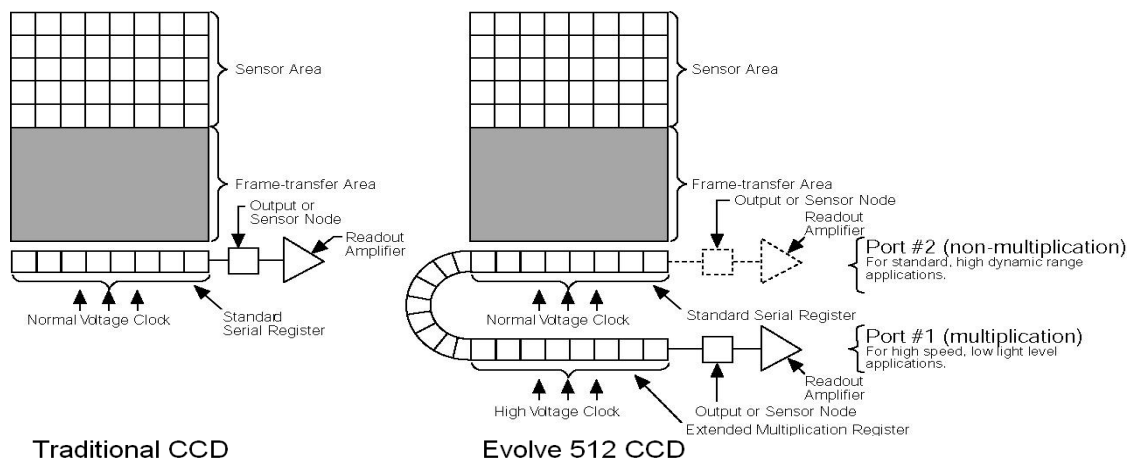 Sensor Area
Frame-transfer Area
Output or
Sensor Node
Readout
Amplifier
Normal Voltage Clock
Standard
Serial Register
Traditional CCD
Sensor Area
Frame-transfer Area
Output or Sensor Node
Readout
Amplifier
Port #2 (non-multiplication)
For standard, high dynamic range
applications.
Normal Voltage Clock
Standard Serial Register
Port #1 (multiplication)
For high speed, low light level
applications.
Readout
Amplifier
High Voltage Clock
Output or Sensor Node
Extended Multiplication Register
Evolve 512 CCD